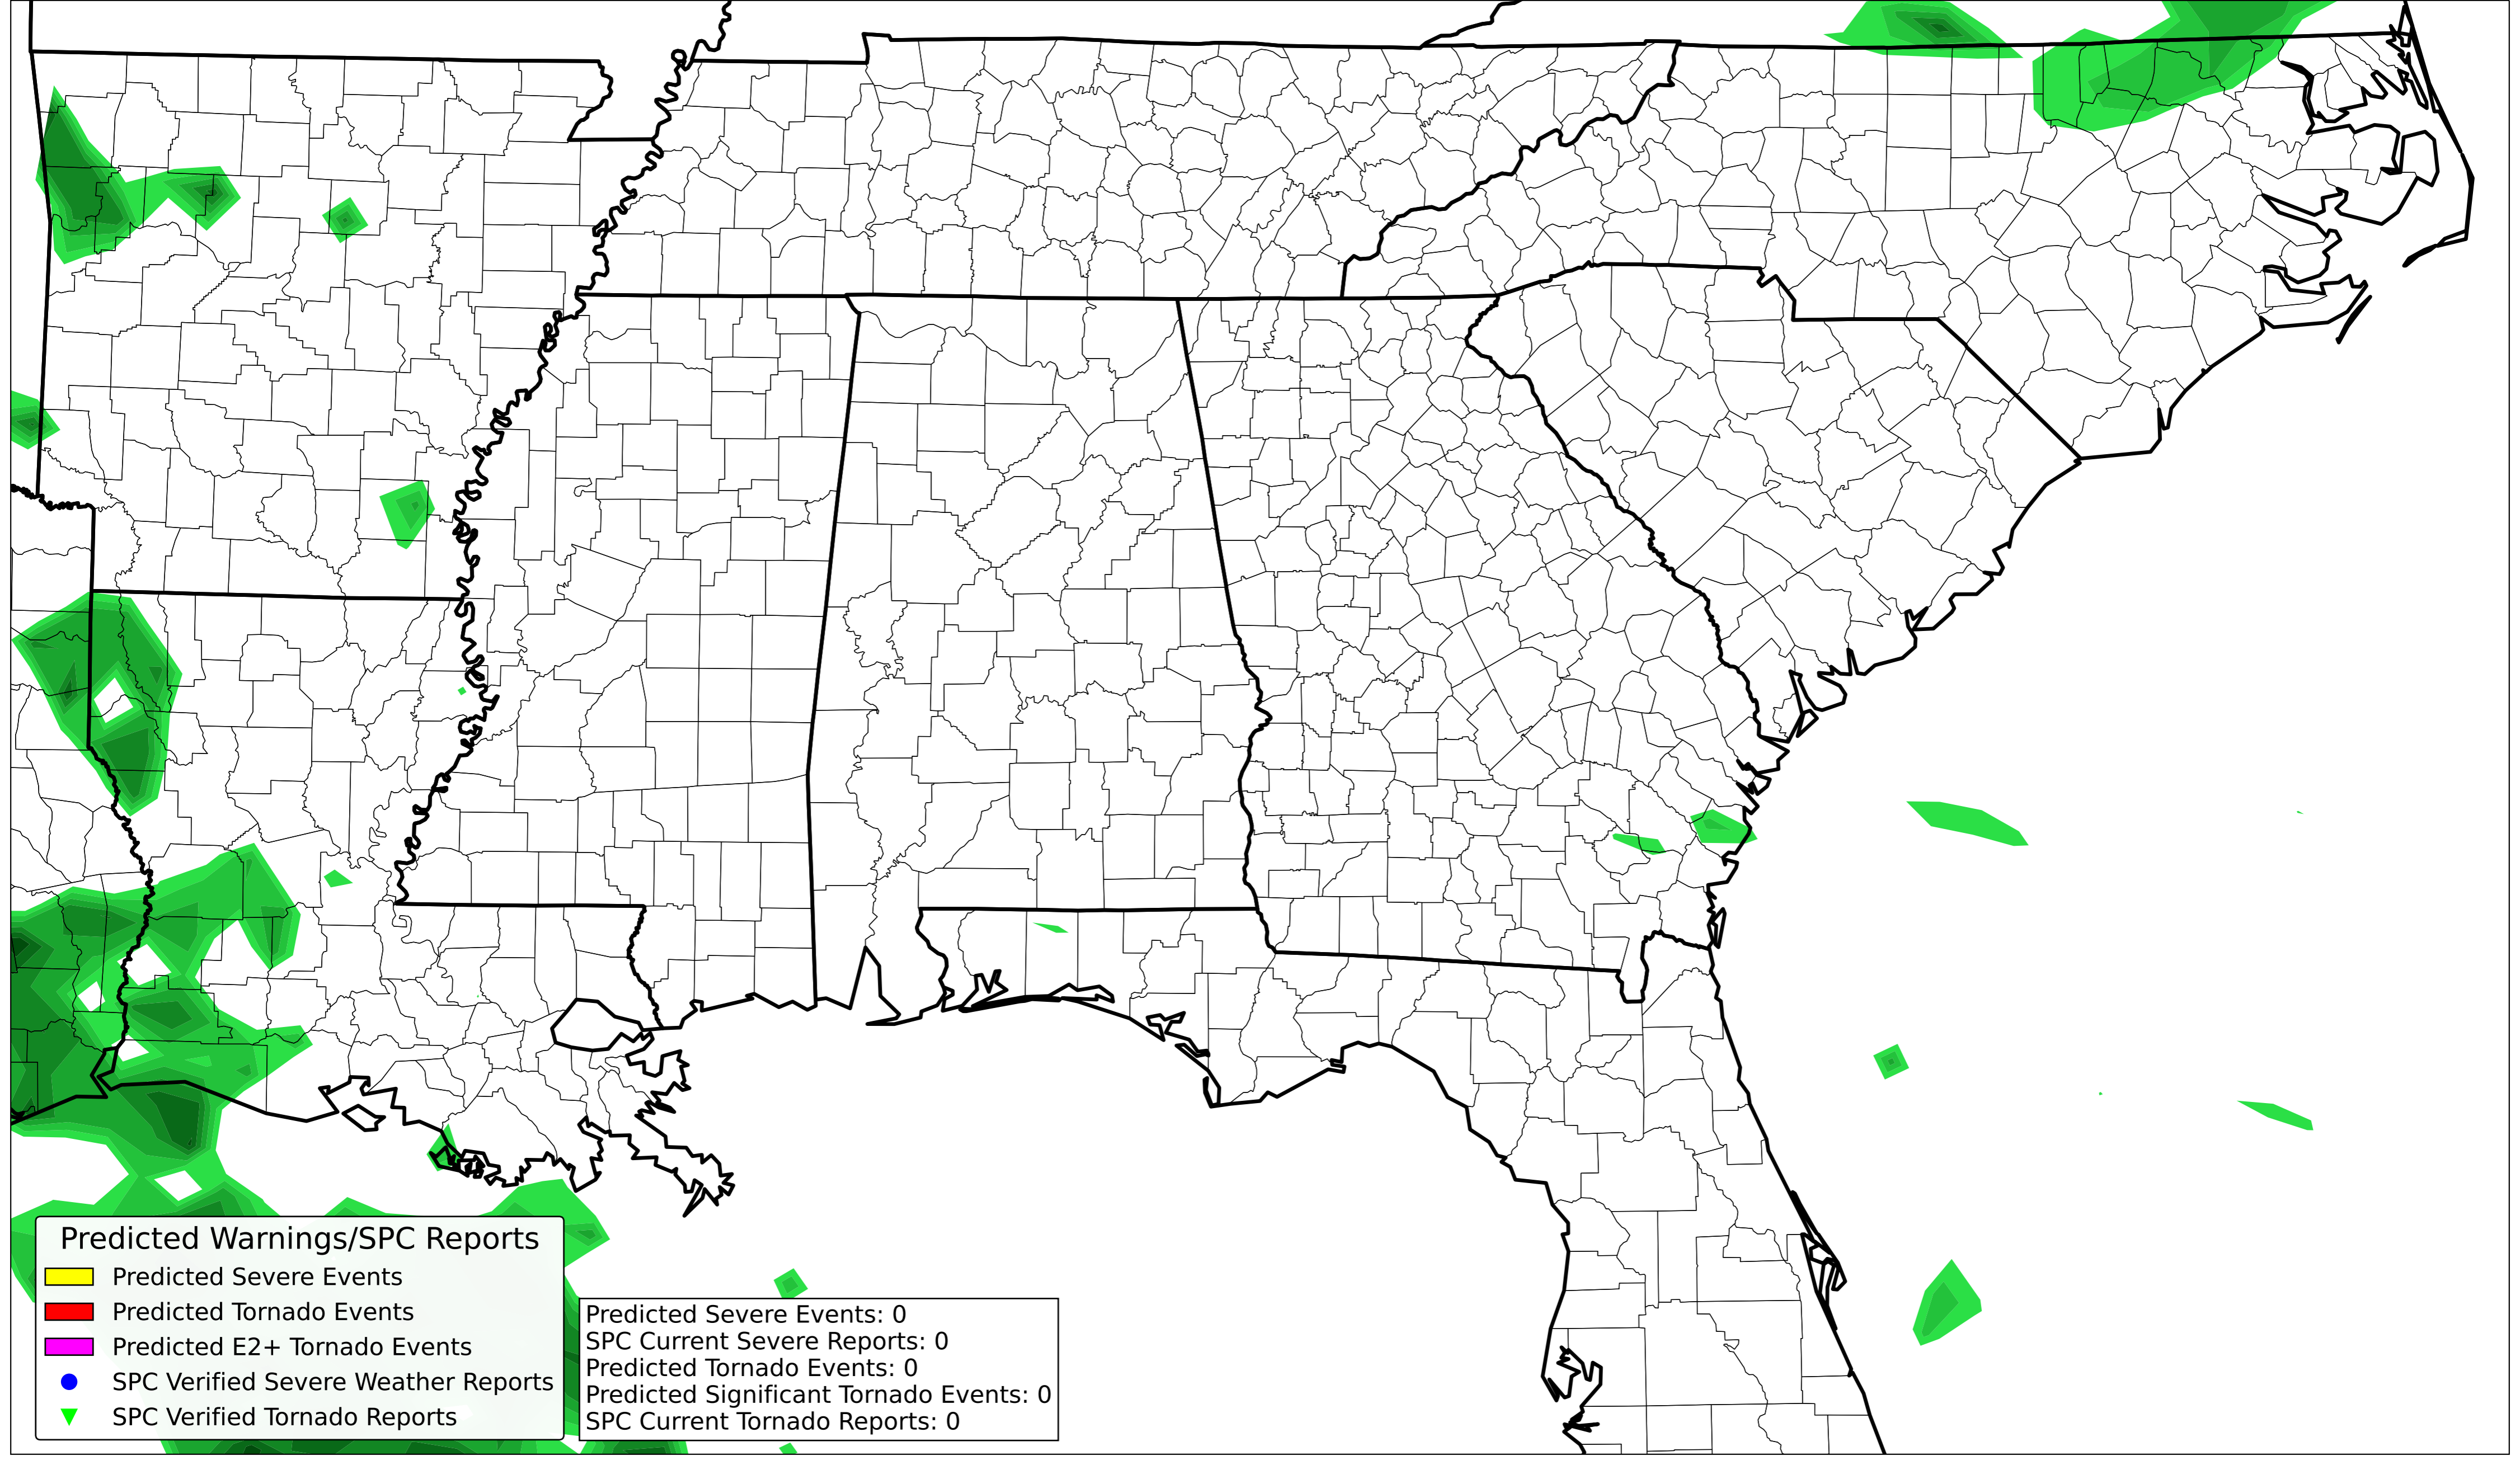 Predicted Warnings/SPC Reports
Predicted Severe Events
Predicted Tornado Events
Predicted E2+ Tornado Events
SPC Verified Severe Weather Reports
SPC Verified Tornado Reports
Predicted Severe Events: 0
SPC Current Severe Reports: 0
Predicted Tornado Events: 0
Predicted Significant Tornado Events: 0
SPC Current Tornado Reports: 0